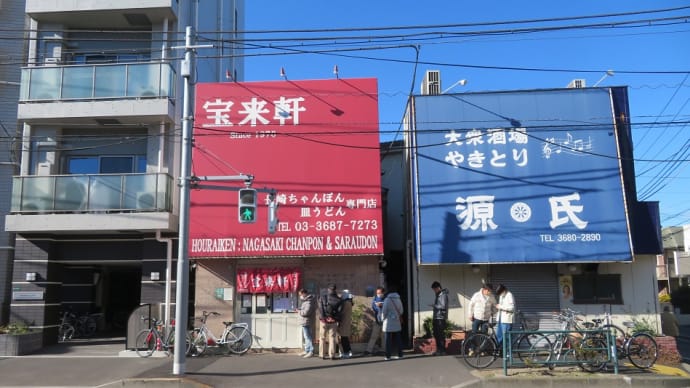 宝来軒
Since 1970
長崎ちゃんぽん
皿うどん
専門店
TEL 03-3687-7273
HOURAIKEN: NAGASAKI CHANPON & SARAUDON
大衆酒場
やきとり
源氏
TEL 3680-2890